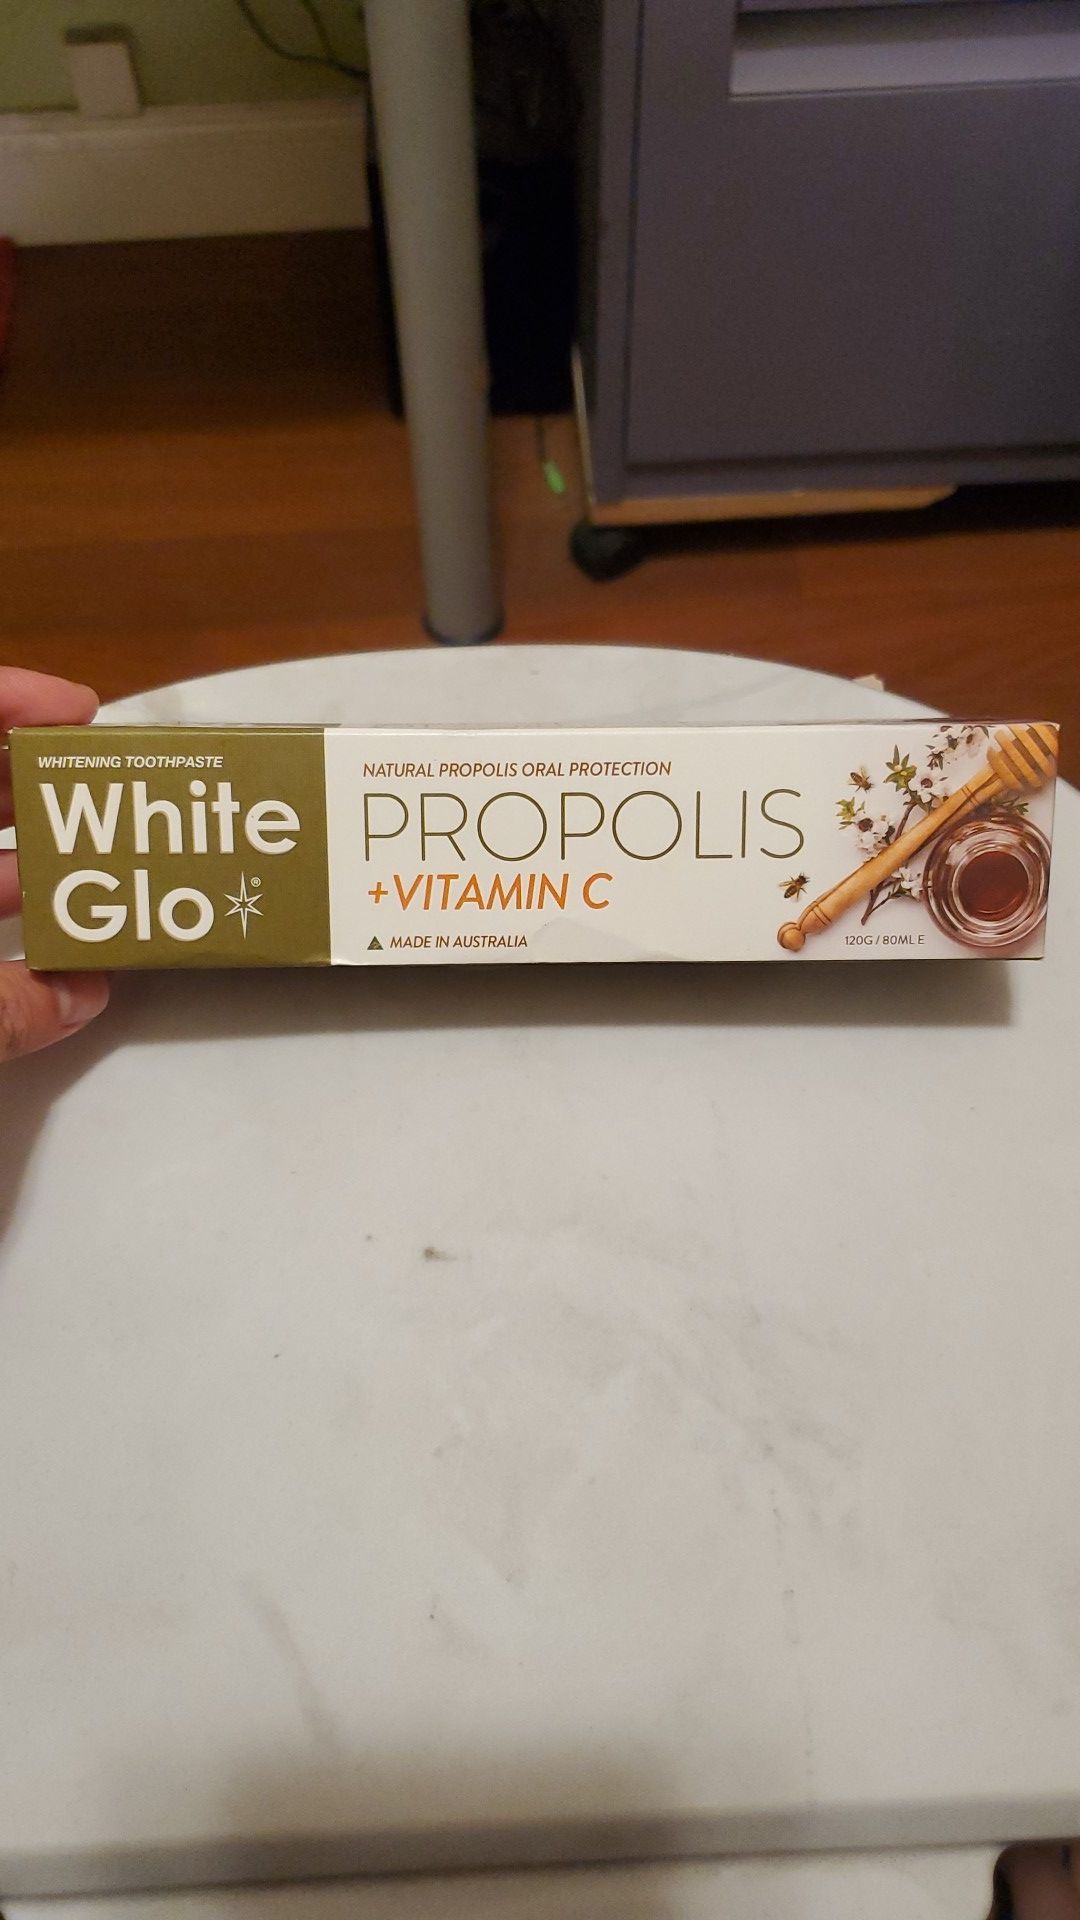 WHITENING TOOTHPASTE
White
Glo®
NATURAL PROPOLIS ORAL PROTECTION
PROPOLIS
+VITAMIN C
MADE IN AUSTRALIA
120G / 80ML E